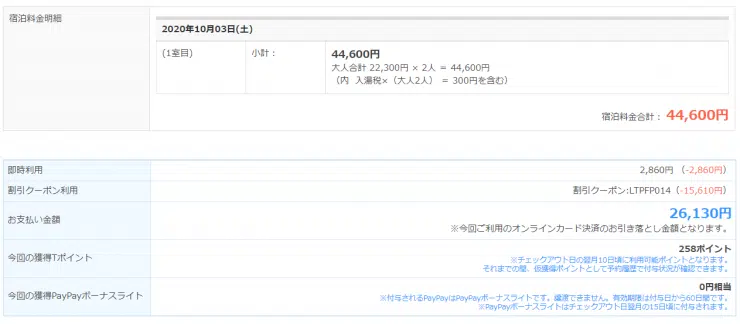 宿泊料金明細
2020年10月03日(土)
(1室目)
小計：
44,600円
大人合計 22,300円 × 2人 ＝ 44,600円
（内 入湯税×（大人2人） ＝ 300円を含む）
宿泊料金合計： 44,600円
即時利用
2,860円 （-2,860円）
割引クーポン利用
割引クーポン:LTPFP014（-15,610円）
お支払い金額
26,130円
※今回ご利用のオンラインカード決済のお引き落とし金額となります。
今回の獲得Tポイント
258ポイント
※チェックアウト日の翌月10日頃に利用可能ポイントとなります。
それまでの間、仮獲得ポイントとして予約履歴で付与状況が確認できます。
今回の獲得PayPayボーナスライト
0円相当
※付与されるPayPayはPayPayボーナスライトです。譲渡できません。有効期限は付与日から60日間です。
※PayPayボーナスライトはチェックアウト日翌月の15日頃に付与されます。